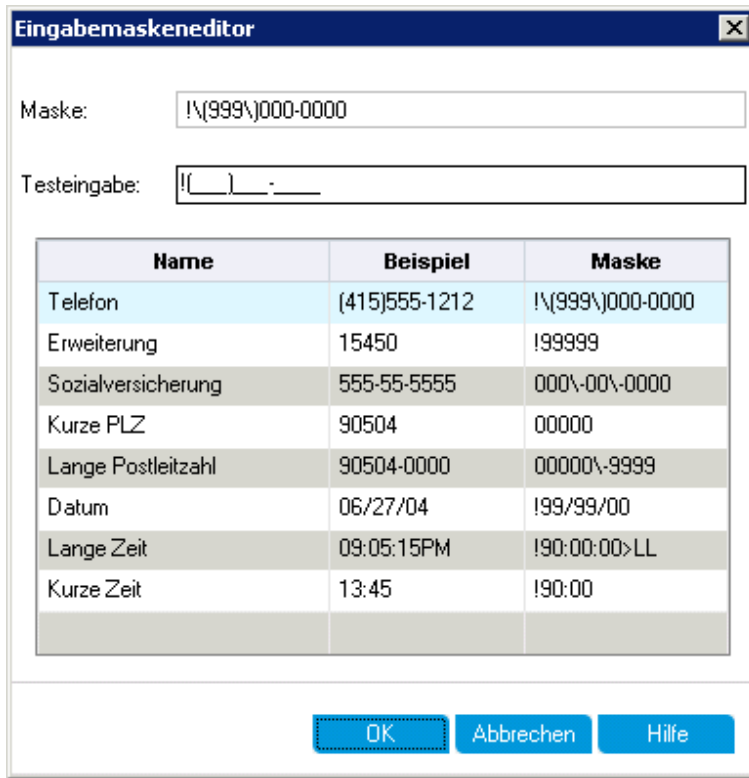 Eingabemaskeneditor
Maske: !\(999\)000-0000
Testeingabe: !(___)___-____
Name Beispiel Maske
Telefon (415)555-1212 !\(999\)000-0000
Erweiterung 15450 !99999
Sozialversicherung 555-55-5555 000\-00\-0000
Kurze PLZ 90504 00000
Lange Postleitzahl 90504-0000 00000\-9999
Datum 06/27/04 !99/99/00
Lange Zeit 09:05:15PM !90:00:00>LL
Kurze Zeit 13:45 !90:00
OK Abbrechen Hilfe